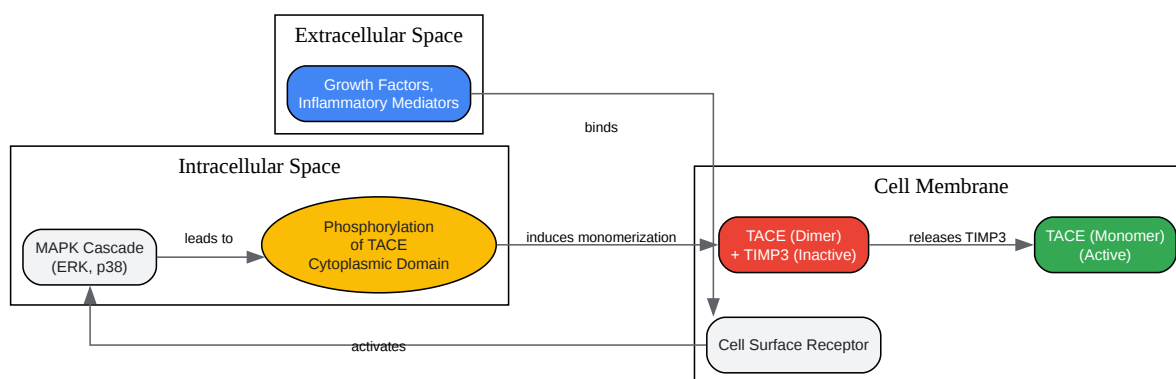 Extracellular Space
Growth Factors,
Inflammatory Mediators
binds
Intracellular Space
MAPK Cascade
(ERK, p38)
leads to
Phosphorylation
of TACE
Cytoplasmic Domain
induces monomerization
Cell Membrane
TACE (Dimer)
+ TIMP3 (Inactive)
releases TIMP3
TACE (Monomer)
(Active)
Cell Surface Receptor
activates